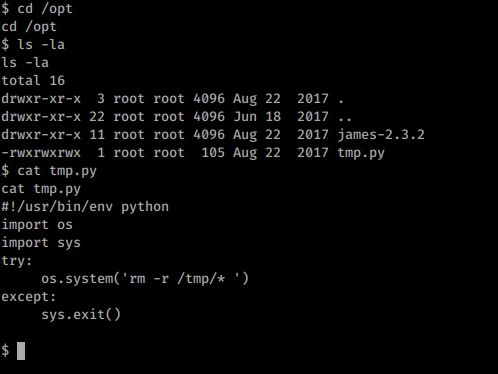 $ cd /opt
cd /opt
$ ls -la
ls -la
total 16
drwxr-xr-x  3 root root 4096 Aug 22  2017 .
drwxr-xr-x 22 root root 4096 Jun 18  2017 ..
drwxr-xr-x 11 root root 4096 Aug 22  2017 james-2.3.2
-rwxrwxrwx  1 root root  105 Aug 22  2017 tmp.py
$ cat tmp.py
cat tmp.py
#!/usr/bin/env python
import os
import sys
try:
     os.system('rm -r /tmp/* ')
except:
     sys.exit()
$